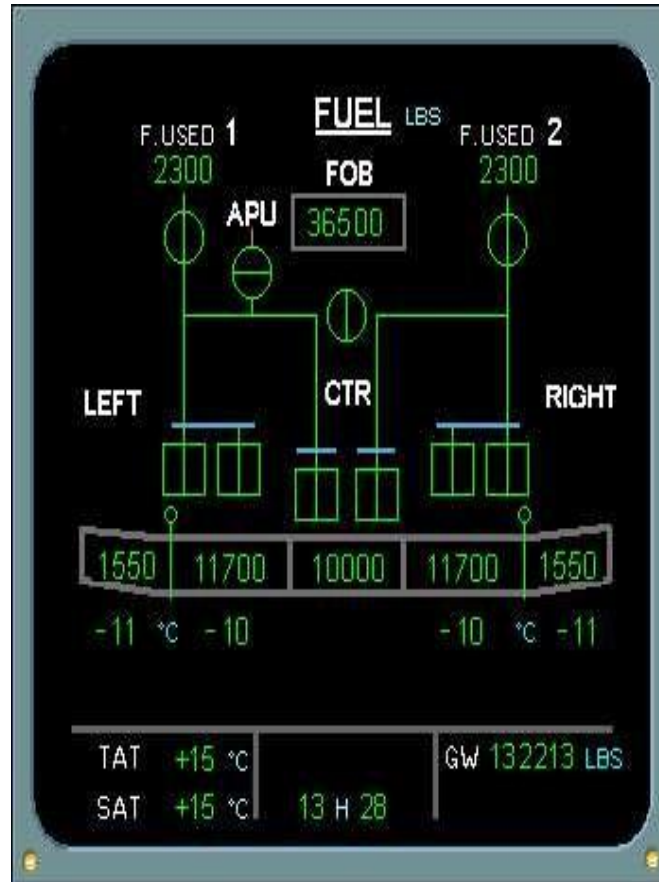 FUEL LBS
F.USED 1 F.USED 2
2300 FOB 2300
APU 36500
LEFT CTR RIGHT
1550 11700 10000 11700 1550
-11 °C -10 -10 °C -11
TAT +15 °C GW 132213 LBS
SAT +15 °C 13 H 28